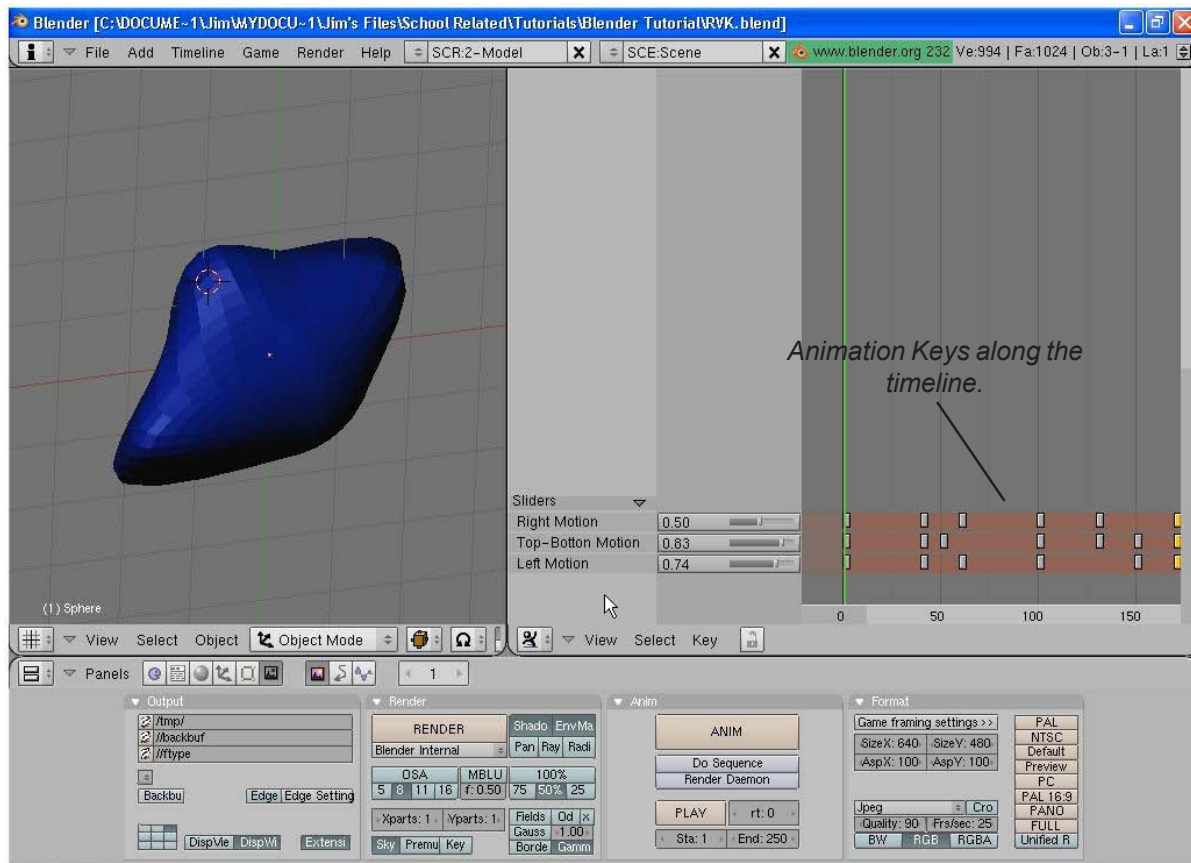 Blender [C:\DOCUME~1\Jim\MYDOCU~1\Jim's Files\School Related\Tutorials\Blender Tutorial\RVK.blend]
File Add Timeline Game Render Help SCR:2-Model SCE:Scene www.blender.org 232 Ve:994 | Fa:1024 | Ob:3-1 | La:1
Animation Keys along the
timeline.
Sliders
Right Motion 0.50
Top-Botton Motion 0.83
Left Motion 0.74
(1) Sphere
0 50 100 150
View Select Object Object Mode
View Select Key
Panels 1
Output
/tmp/
//backbuf
//ftype
Backbu Edge Edge Setting
DispVie DispWi Extensi
Render
RENDER Shado EnvMa
Blender Internal Pan Ray Radi
OSA MBLU 100%
5 8 11 16 f: 0.50 75 50% 25
Xparts: 1 Yparts: 1 Fields Od x
Gauss 1.00
Sky Premu Key Borde Gamm
Anim
ANIM
Do Sequence
Render Daemon
PLAY rt: 0
Sta: 1 End: 250
Format
Game framing settings >> PAL
NTSC
SizeX: 640 SizeY: 480 Default
AspX: 100 AspY: 100 Preview
PC
PAL 16:9
Jpeg Cro PANO
Quality: 90 Frs/sec: 25 FULL
BW RGB RGBA Unified R